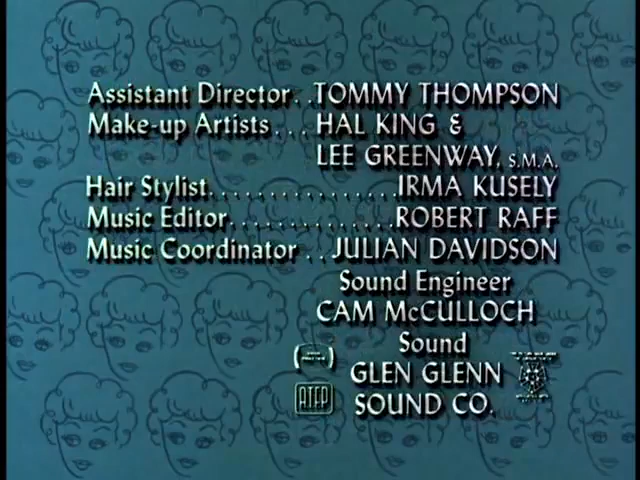 Assistant Director..TOMMY THOMPSON
Make-up Artists...HAL KING &
LEE GREENWAY, S.M.A.
Hair Stylist...............IRMA KUSELY
Music Editor.............ROBERT RAFF
Music Coordinator..JULIAN DAVIDSON
Sound Engineer
CAM McCULLOCH
Sound
GLEN GLENN
SOUND CO.
ATFP